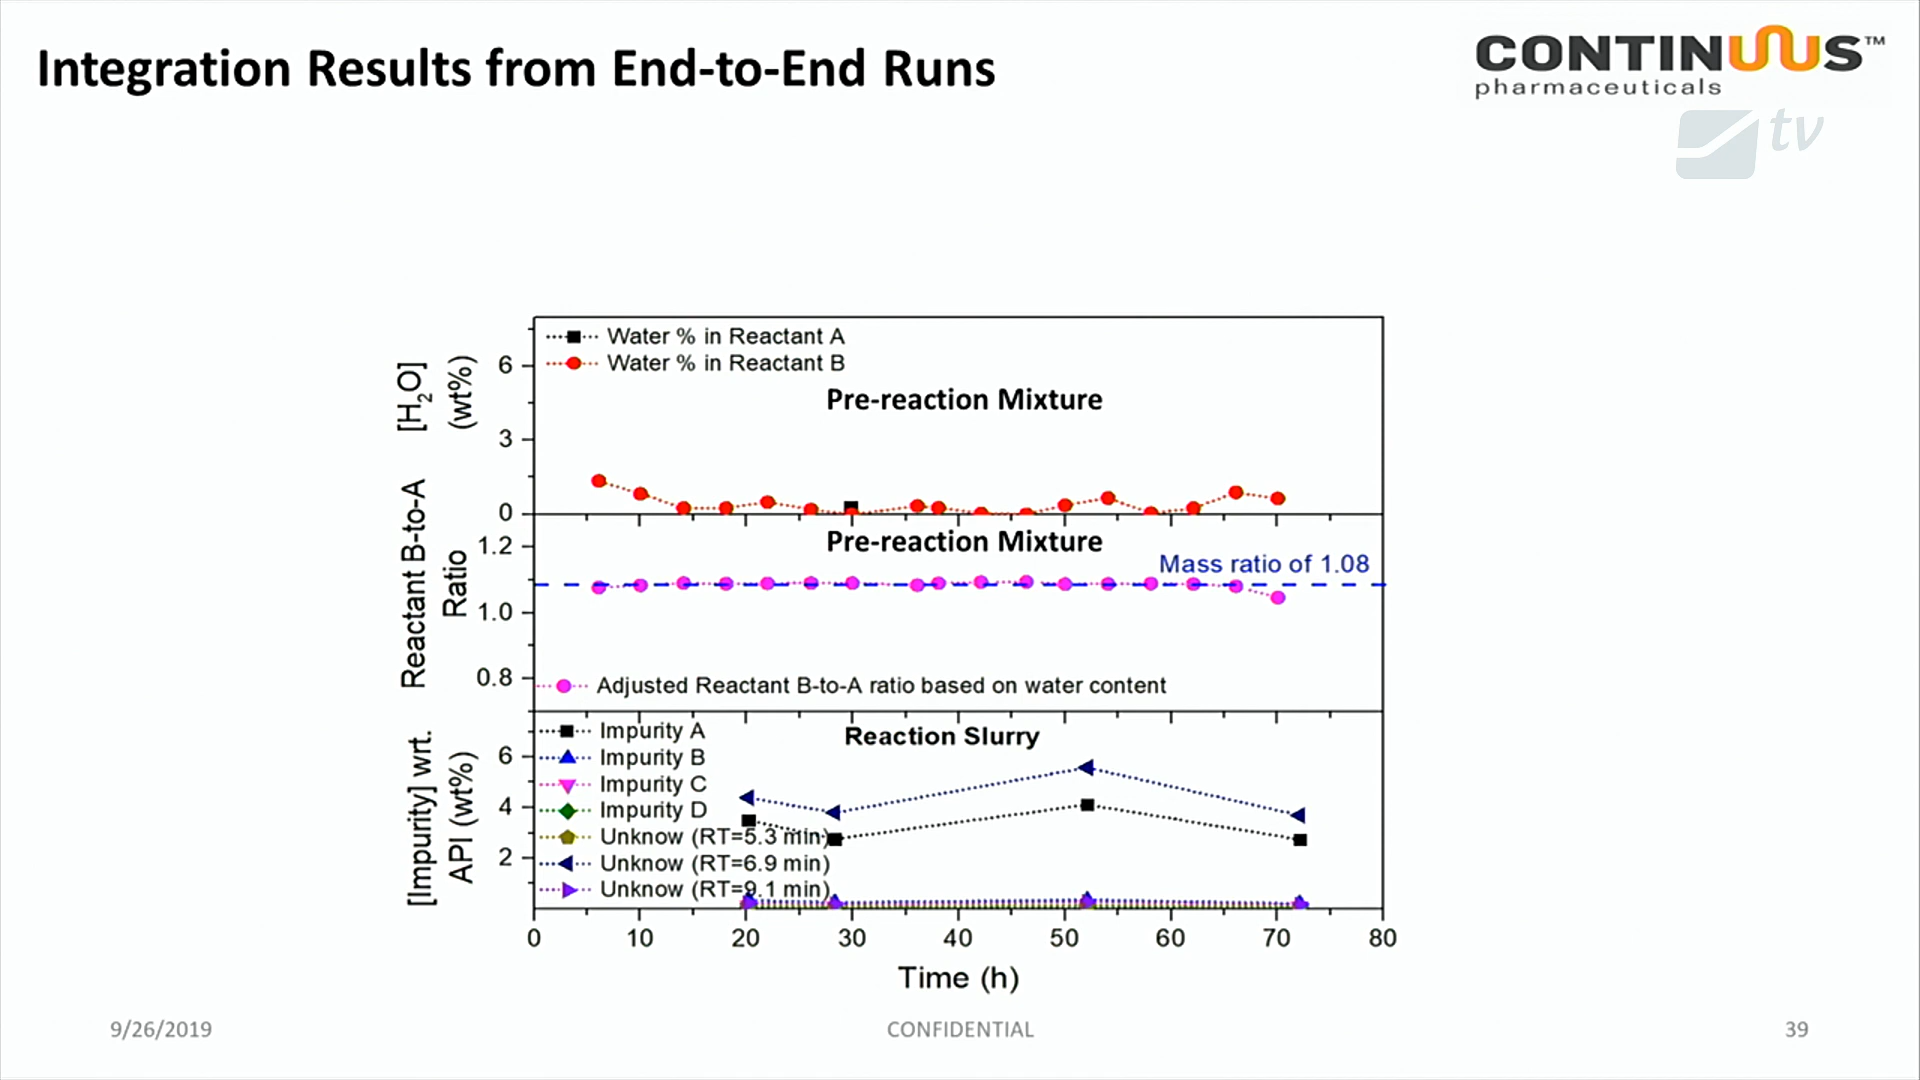 Integration Results from End-to-End Runs
CONTINUUS™
pharmaceuticals
tv
Water % in Reactant A
Water % in Reactant B
Pre-reaction Mixture
[H2O]
(wt%)
6
3
0
Pre-reaction Mixture
Mass ratio of 1.08
Reactant B-to-A
Ratio
1.2
1.0
0.8
Adjusted Reactant B-to-A ratio based on water content
Reaction Slurry
Impurity A
Impurity B
Impurity C
Impurity D
Unknow (RT=5.3 min)
Unknow (RT=6.9 min)
Unknow (RT=9.1 min)
[Impurity] wrt.
API (wt%)
6
4
2
0 10 20 30 40 50 60 70 80
Time (h)
9/26/2019 CONFIDENTIAL 39